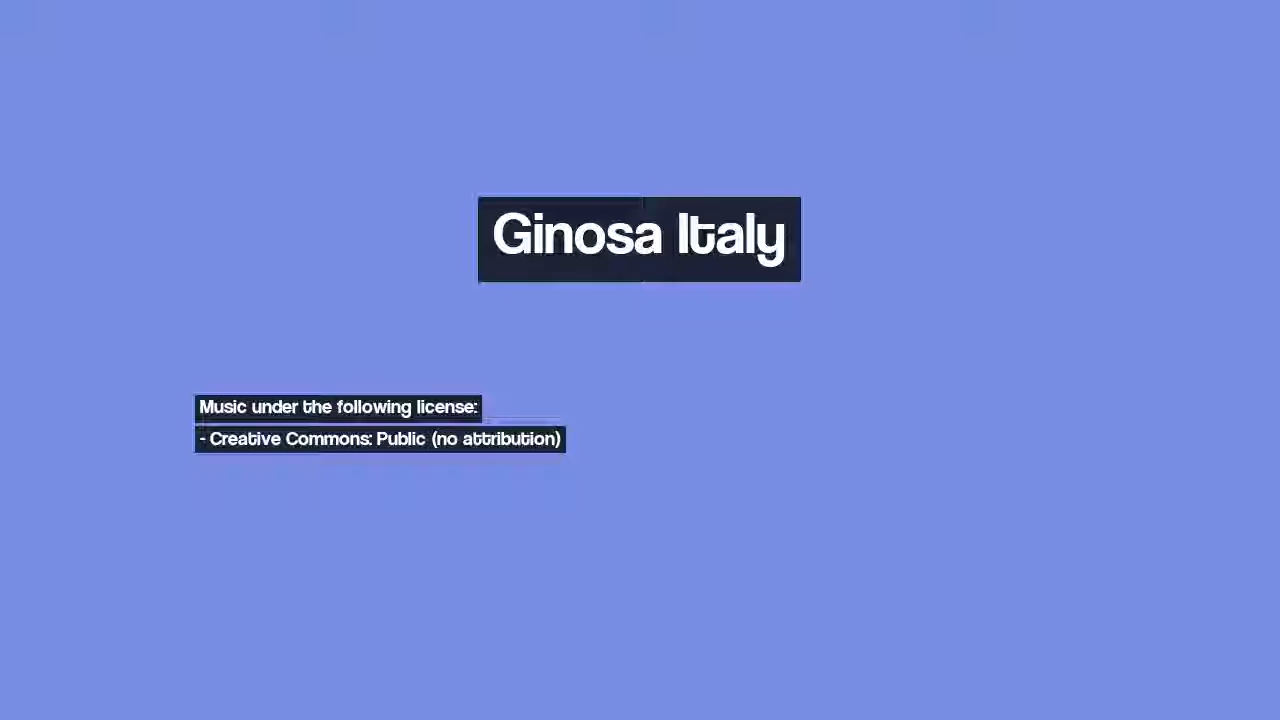 Ginosa Italy
Music under the following license:
- Creative Commons: Public (no attribution)